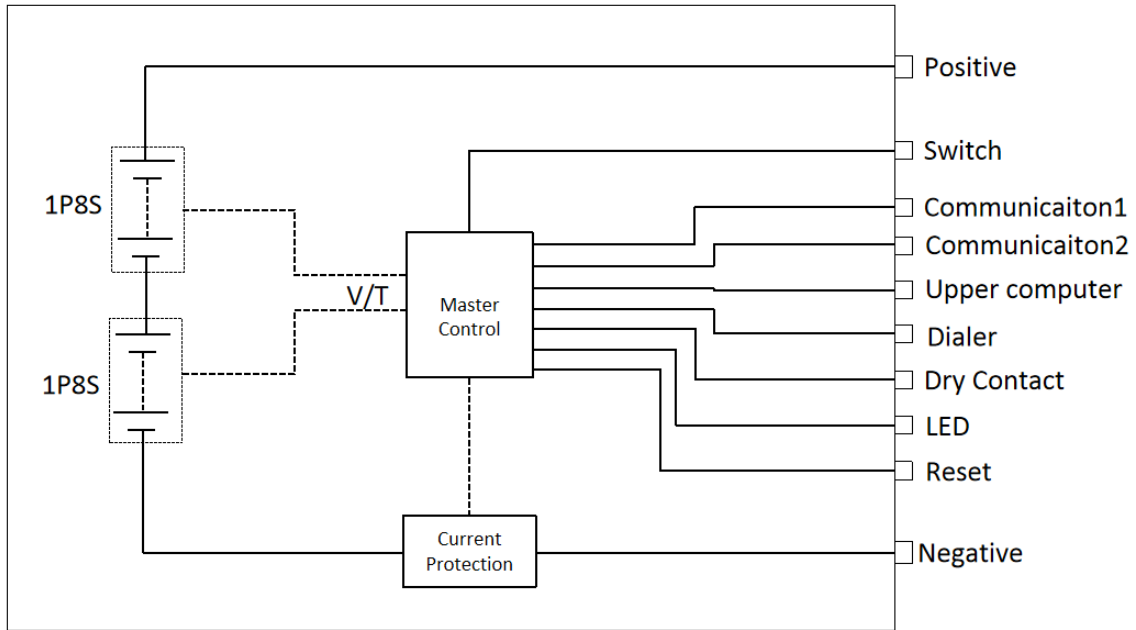 Positive
Switch
1P8S
Communicaiton1
Communicaiton2
Upper computer
V/T
Master
Control
Dialer
1P8S
Dry Contact
LED
Reset
Current
Protection
Negative